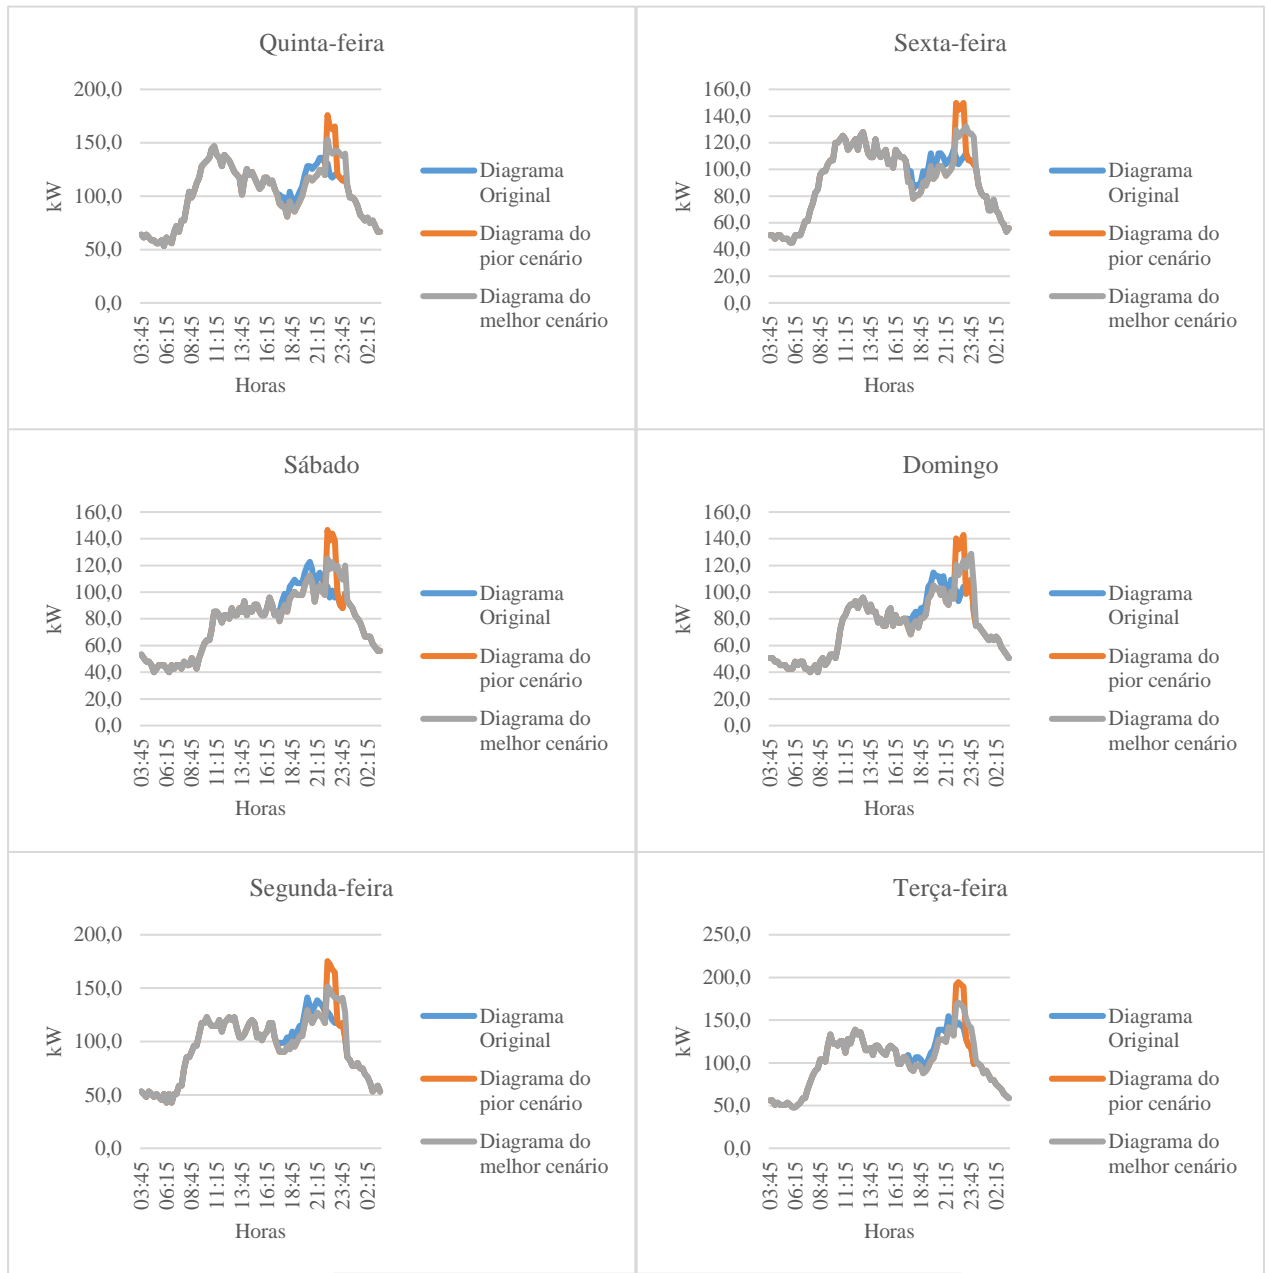 Quinta-feira
200,0
150,0
100,0
50,0
0,0
kW
03:45
06:15
08:45
11:15
13:45
16:15
18:45
21:15
23:45
02:15
Horas
Diagrama
Original
Diagrama do
pior cenário
Diagrama do
melhor cenário
Sexta-feira
160,0
140,0
120,0
100,0
80,0
60,0
40,0
20,0
0,0
kW
03:45
06:15
08:45
11:15
13:45
16:15
18:45
21:15
23:45
02:15
Horas
Diagrama
Original
Diagrama do
pior cenário
Diagrama do
melhor cenário
Sábado
160,0
140,0
120,0
100,0
80,0
60,0
40,0
20,0
0,0
kW
03:45
06:15
08:45
11:15
13:45
16:15
18:45
21:15
23:45
02:15
Horas
Diagrama
Original
Diagrama do
pior cenário
Diagrama do
melhor cenário
Domingo
160,0
140,0
120,0
100,0
80,0
60,0
40,0
20,0
0,0
kW
03:45
06:15
08:45
11:15
13:45
16:15
18:45
21:15
23:45
02:15
Horas
Diagrama
Original
Diagrama do
pior cenário
Diagrama do
melhor cenário
Segunda-feira
200,0
150,0
100,0
50,0
0,0
kW
03:45
06:15
08:45
11:15
13:45
16:15
18:45
21:15
23:45
02:15
Horas
Diagrama
Original
Diagrama do
pior cenário
Diagrama do
melhor cenário
Terça-feira
250,0
200,0
150,0
100,0
50,0
0,0
kW
03:45
06:15
08:45
11:15
13:45
16:15
18:45
21:15
23:45
02:15
Horas
Diagrama
Original
Diagrama do
pior cenário
Diagrama do
melhor cenário